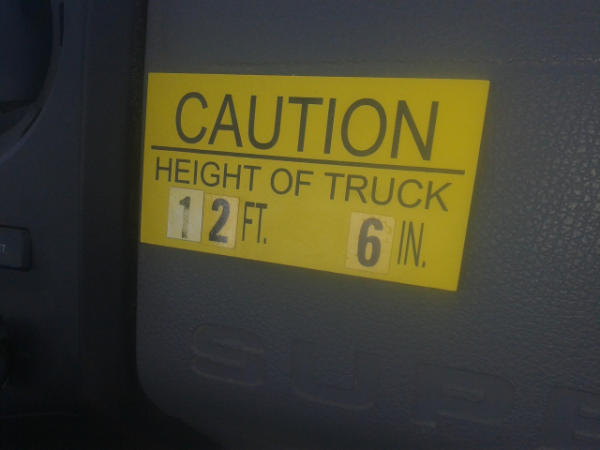 CAUTION
HEIGHT OF TRUCK
12 FT. 6 IN.